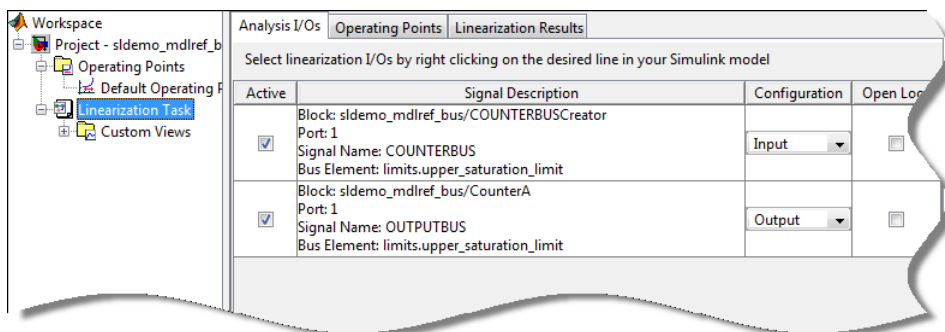 Workspace
Project - sldemo_mdlref_b
Operating Points
Default Operating
Linearization Task
Custom Views
Analysis I/Os Operating Points Linearization Results
Select linearization I/Os by right clicking on the desired line in your Simulink model
Active Signal Description Configuration Open Loo
Block: sldemo_mdlref_bus/COUNTERBUSCreator
Port: 1
Signal Name: COUNTERBUS
Bus Element: limits.upper_saturation_limit
Input
Block: sldemo_mdlref_bus/CounterA
Port: 1
Signal Name: OUTPUTBUS
Bus Element: limits.upper_saturation_limit
Output